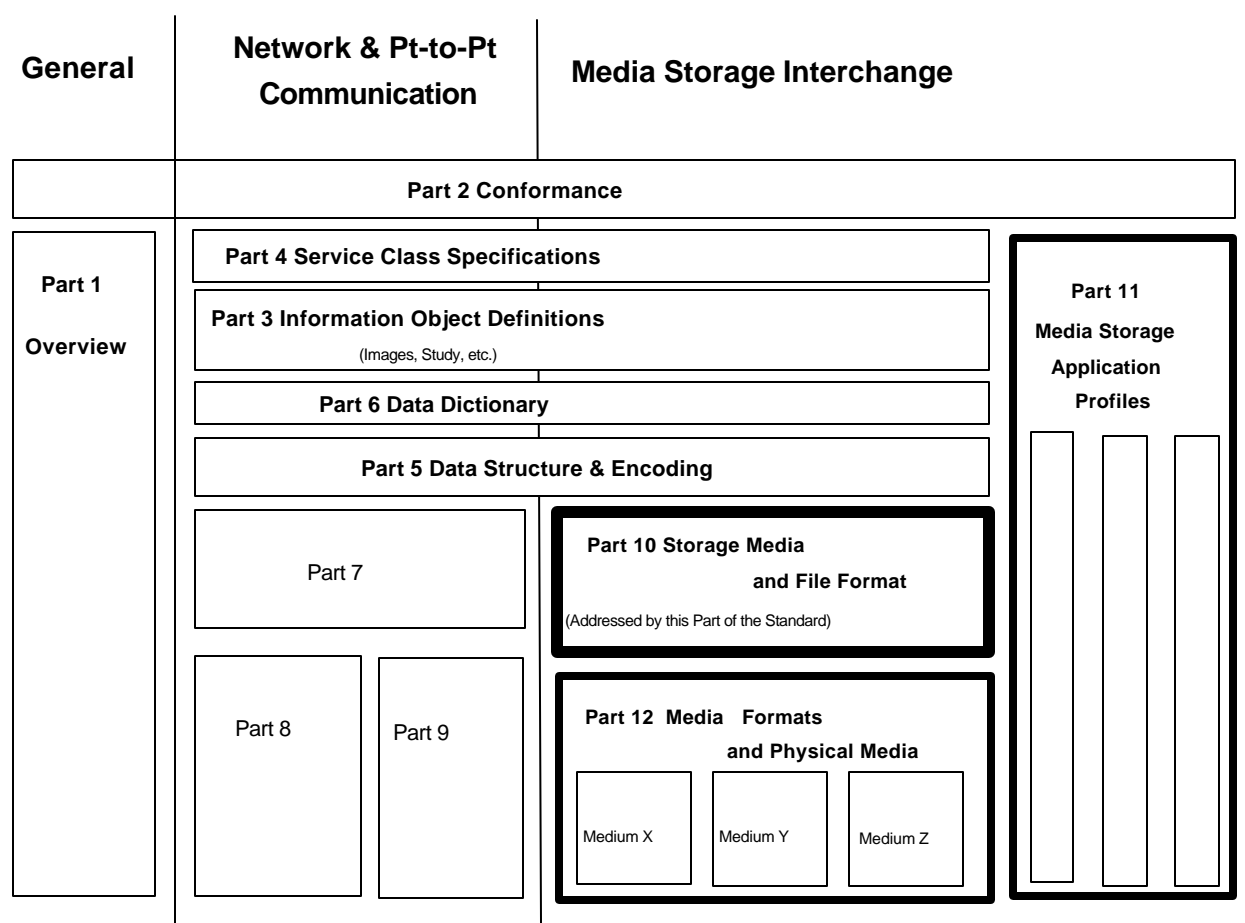 General
Network & Pt-to-Pt
Communication
Media Storage Interchange
Part 2 Conformance
Part 1
Overview
Part 4 Service Class Specifications
Part 3 Information Object Definitions
(Images, Study, etc.)
Part 6 Data Dictionary
Part 5 Data Structure & Encoding
Part 7
Part 8
Part 9
Part 10 Storage Media
and File Format
(Addressed by this Part of the Standard)
Part 12 Media Formats
and Physical Media
Medium X
Medium Y
Medium Z
Part 11
Media Storage
Application
Profiles